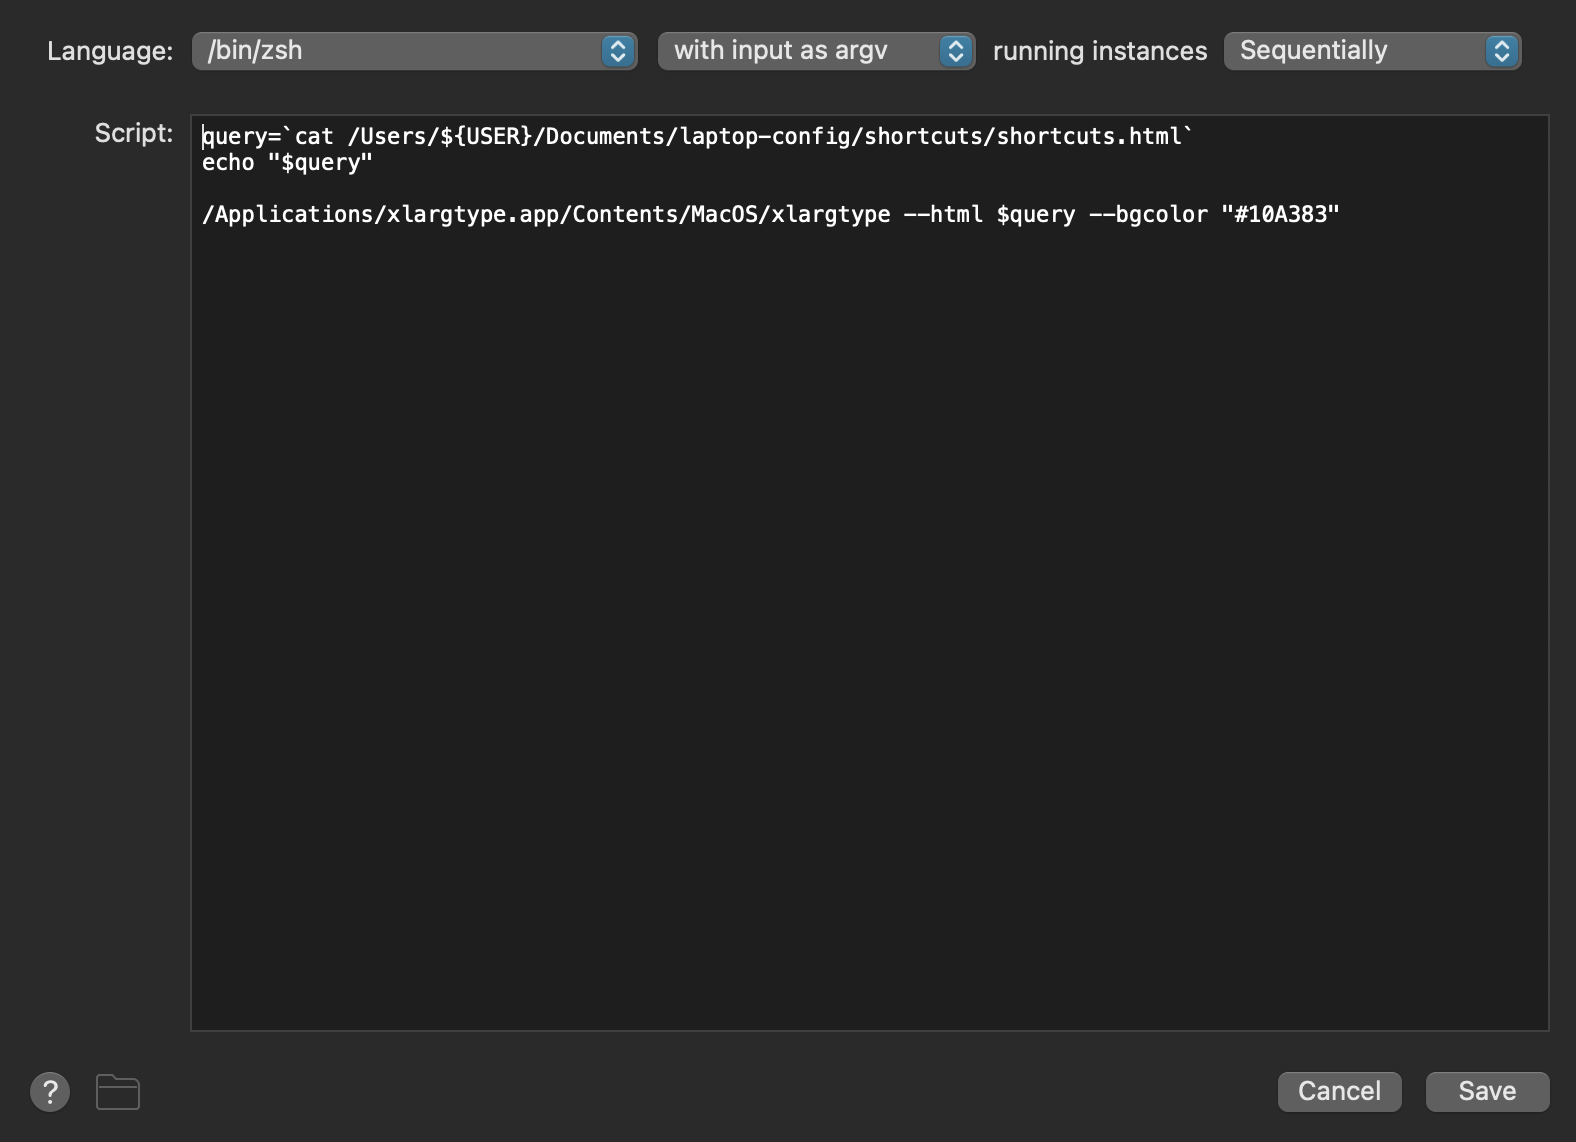 Language: /bin/zsh with input as argv running instances Sequentially
Script: query=`cat /Users/${USER}/Documents/laptop-config/shortcuts/shortcuts.html`
echo "$query"
/Applications/xlargtype.app/Contents/MacOS/xlargtype --html $query --bgcolor "#10A383"
? Cancel Save